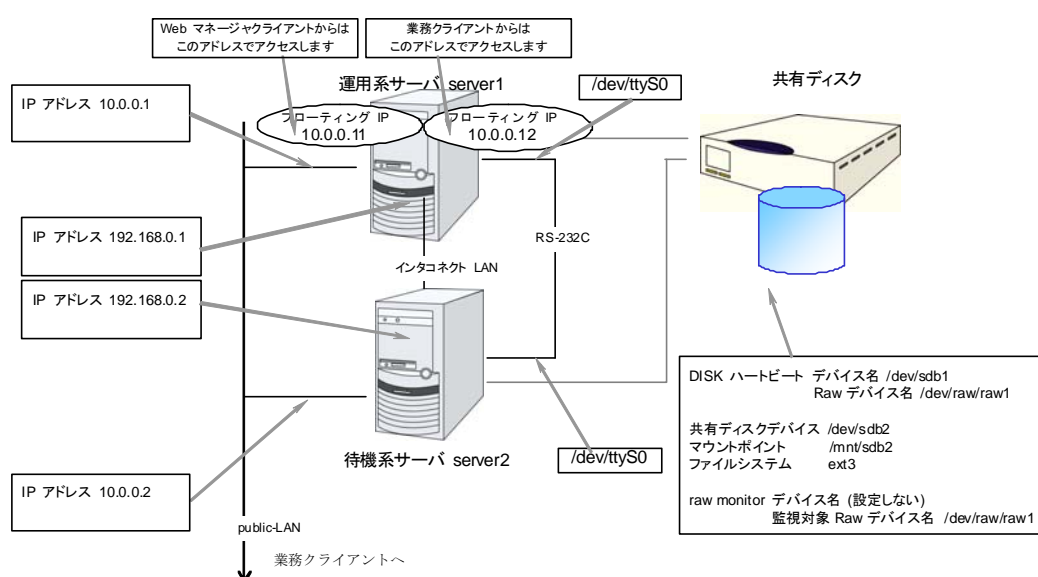 Web マネージャクライアントからは
このアドレスでアクセスします
業務クライアントからは
このアドレスでアクセスします
運用系サーバ server1
/dev/ttyS0
共有ディスク
IP アドレス 10.0.0.1
フローティング IP
10.0.0.11
フローティング IP
10.0.0.12
IP アドレス 192.168.0.1
RS-232C
インタコネクト LAN
IP アドレス 192.168.0.2
DISK ハートビート デバイス名 /dev/sdb1
Raw デバイス名 /dev/raw/raw1
共有ディスクデバイス /dev/sdb2
マウントポイント /mnt/sdb2
ファイルシステム ext3
raw monitor デバイス名 (設定しない)
監視対象 Raw デバイス名 /dev/raw/raw1
待機系サーバ server2
/dev/ttyS0
IP アドレス 10.0.0.2
public-LAN
業務クライアントへ